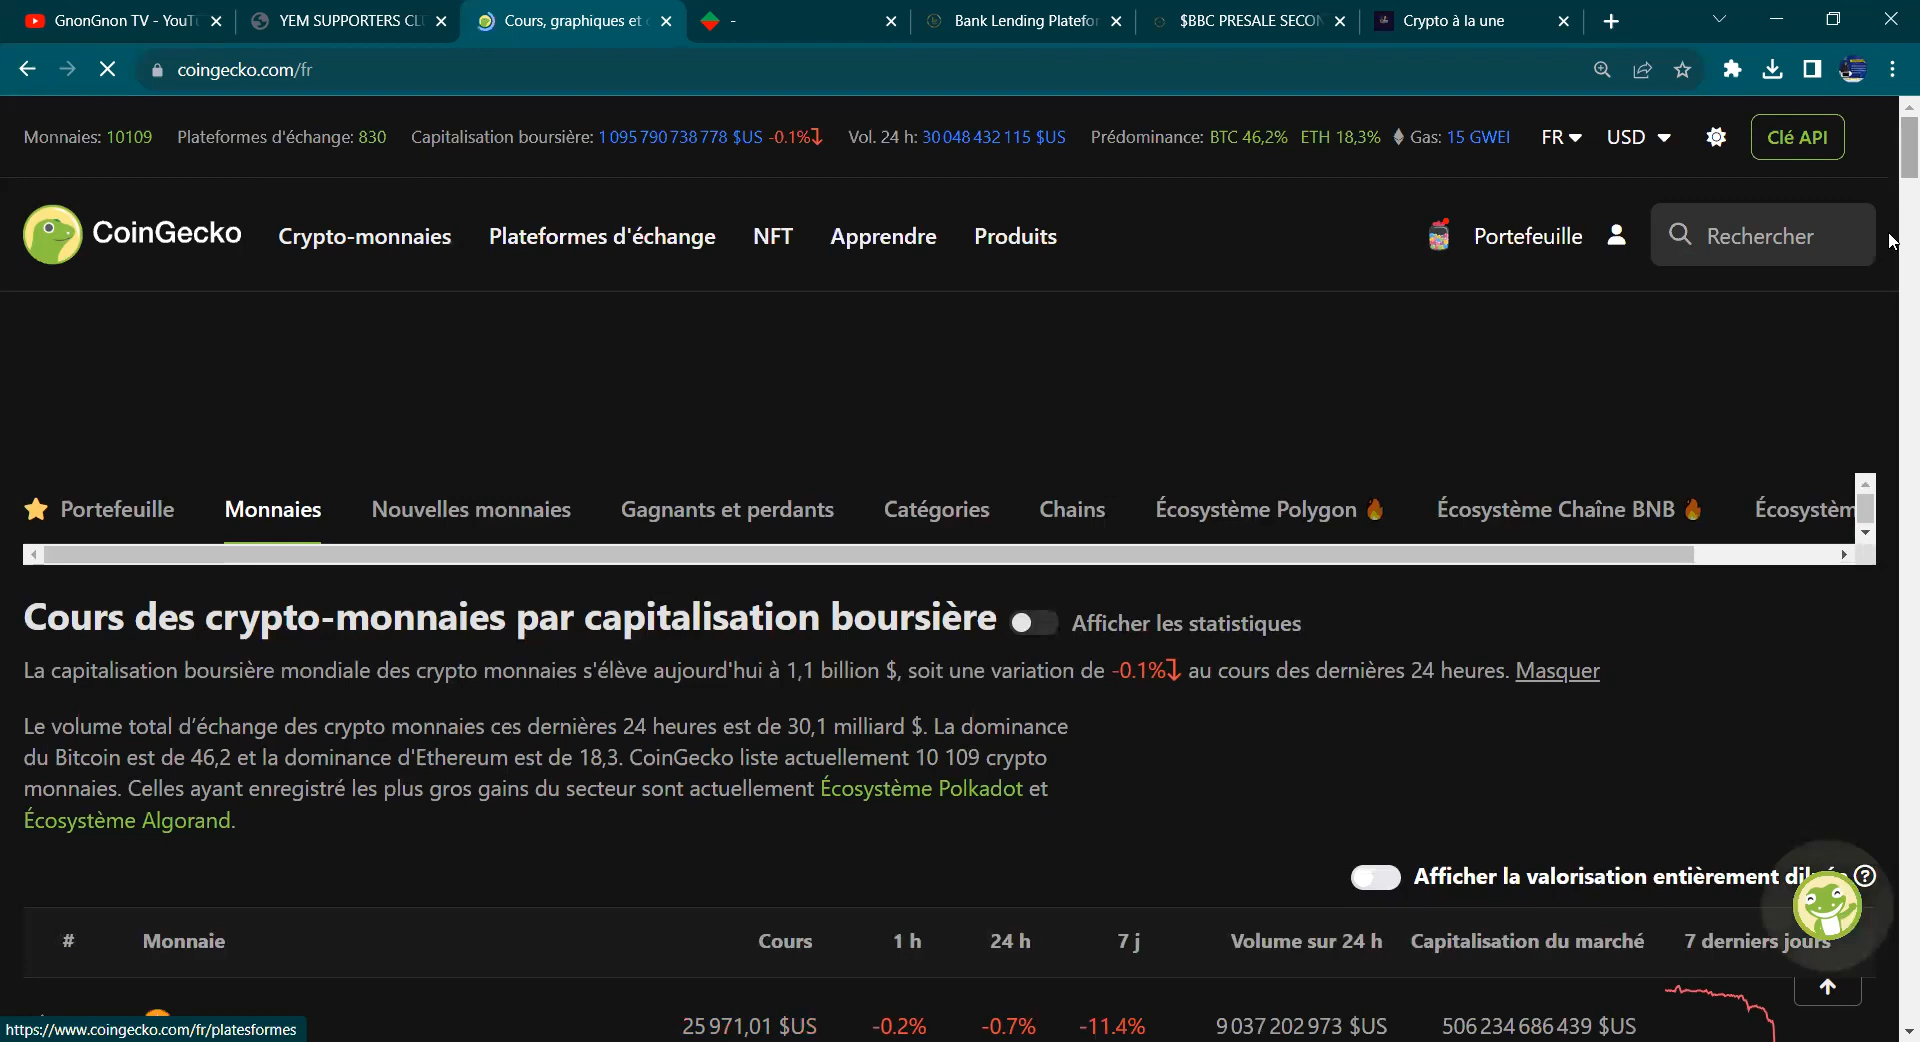 GnonGnon TV - YouT
YEM SUPPORTERS CL
Cours, graphiques et c
-
Bank Lending Platefor
$BBC PRESALE SECON
Crypto à la une
coingecko.com/fr
Monnaies: 10109 Plateformes d'échange: 830 Capitalisation boursière: 1 095 790 738 778 $US -0.1% Vol. 24 h: 30 048 432 115 $US Prédominance: BTC 46,2% ETH 18,3% Gas: 15 GWEI FR USD Clé API
CoinGecko Crypto-monnaies Plateformes d'échange NFT Apprendre Produits Portefeuille Rechercher
Portefeuille Monnaies Nouvelles monnaies Gagnants et perdants Catégories Chains Écosystème Polygon Écosystème Chaîne BNB Écosystèm
Cours des crypto-monnaies par capitalisation boursière Afficher les statistiques
La capitalisation boursière mondiale des crypto monnaies s'élève aujourd'hui à 1,1 billion $, soit une variation de -0.1% au cours des dernières 24 heures. Masquer
Le volume total d’échange des crypto monnaies ces dernières 24 heures est de 30,1 milliard $. La dominance
du Bitcoin est de 46,2 et la dominance d'Ethereum est de 18,3. CoinGecko liste actuellement 10 109 crypto
monnaies. Celles ayant enregistré les plus gros gains du secteur sont actuellement Écosystème Polkadot et
Écosystème Algorand.
Afficher la valorisation entièrement
# Monnaie Cours 1 h 24 h 7 j Volume sur 24 h Capitalisation du marché 7 derniers jours
25 971,01 $US -0.2% -0.7% -11.4% 9 037 202 973 $US 506 234 686 439 $US
https://www.coingecko.com/fr/platesformes